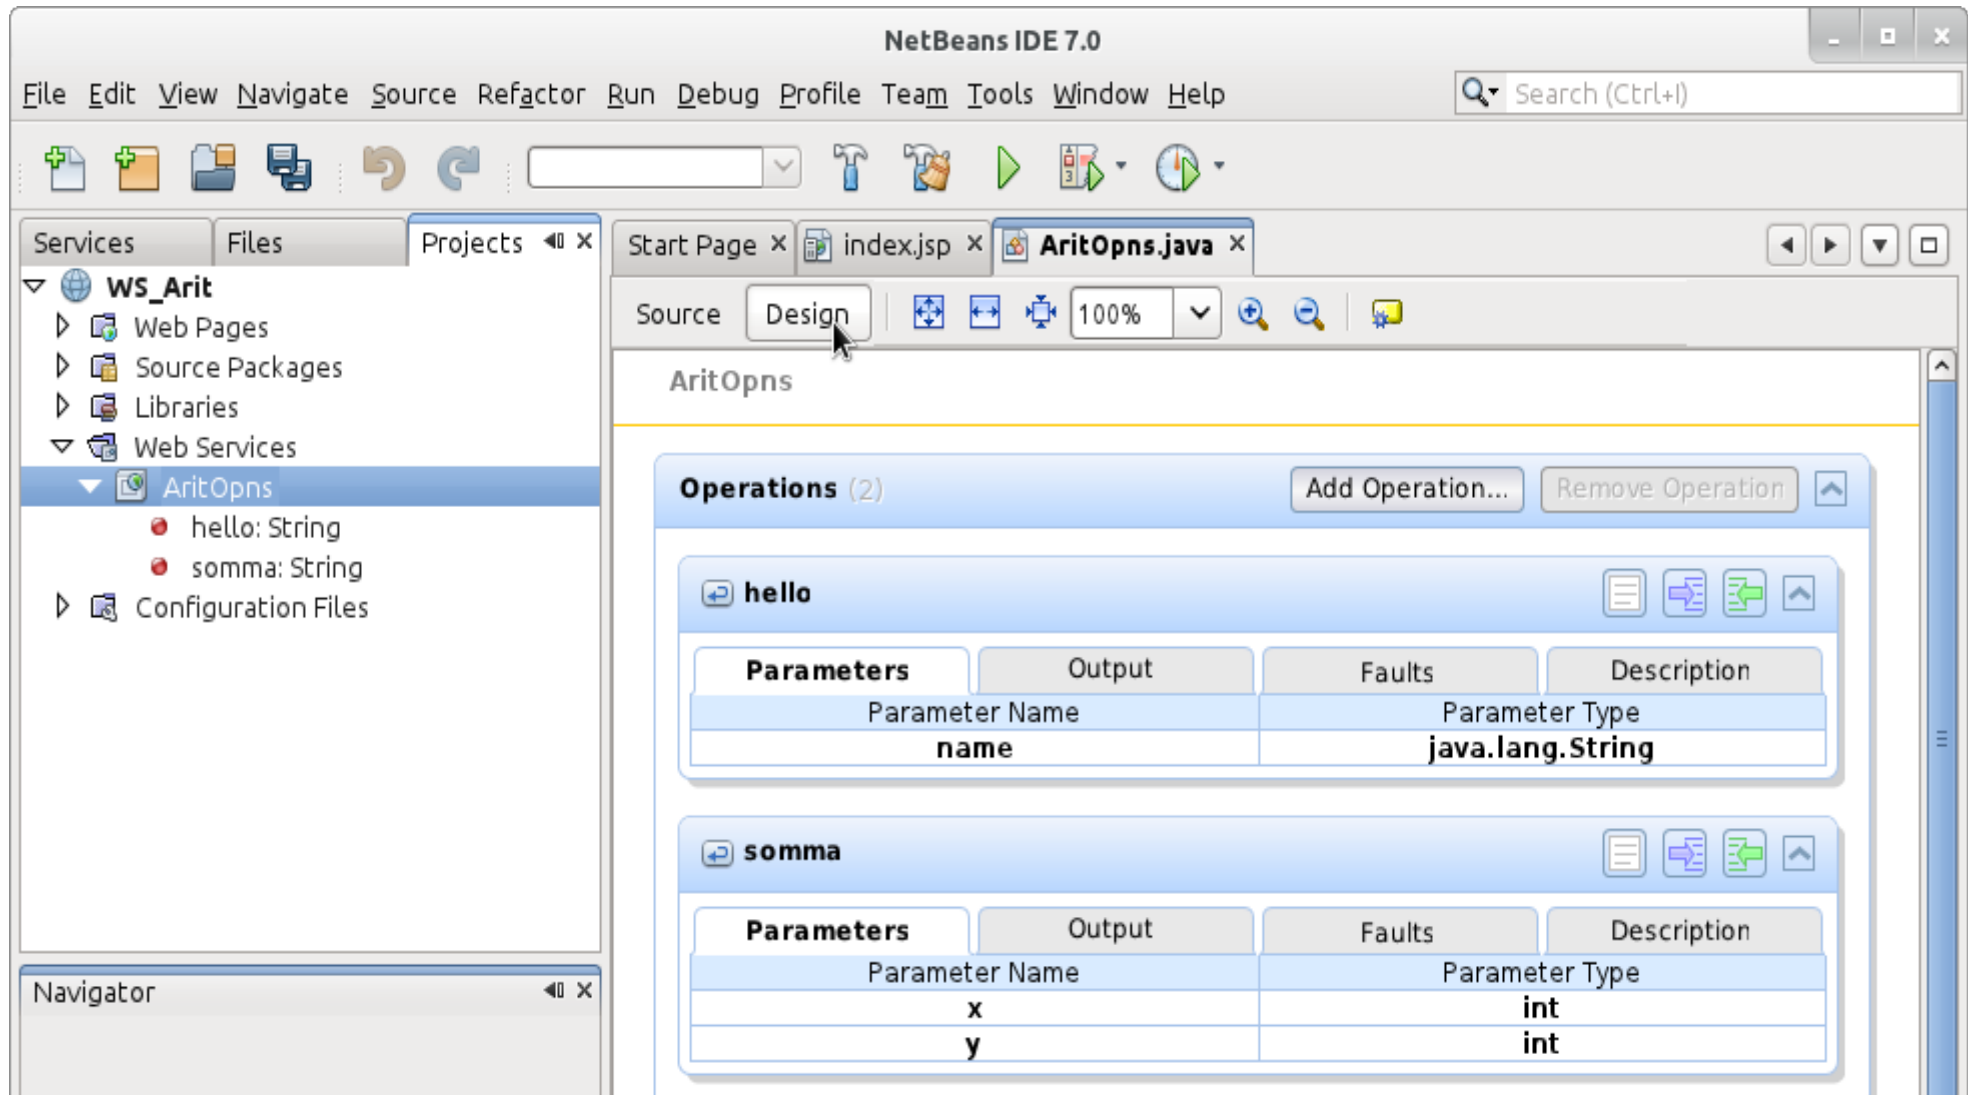 NetBeans IDE 7.0
File Edit View Navigate Source Refactor Run Debug Profile Team Tools Window Help
Search (Ctrl+I)
Services Files Projects
Start Page index.jsp AritOpns.java
WS_Arit
Web Pages
Source Packages
Libraries
Web Services
AritOpns
hello: String
somma: String
Configuration Files
Navigator
Source Design 100%
AritOpns
Operations (2) Add Operation... Remove Operation
hello
Parameters Output Faults Description
Parameter Name Parameter Type
name java.lang.String
somma
Parameters Output Faults Description
Parameter Name Parameter Type
x int
y int